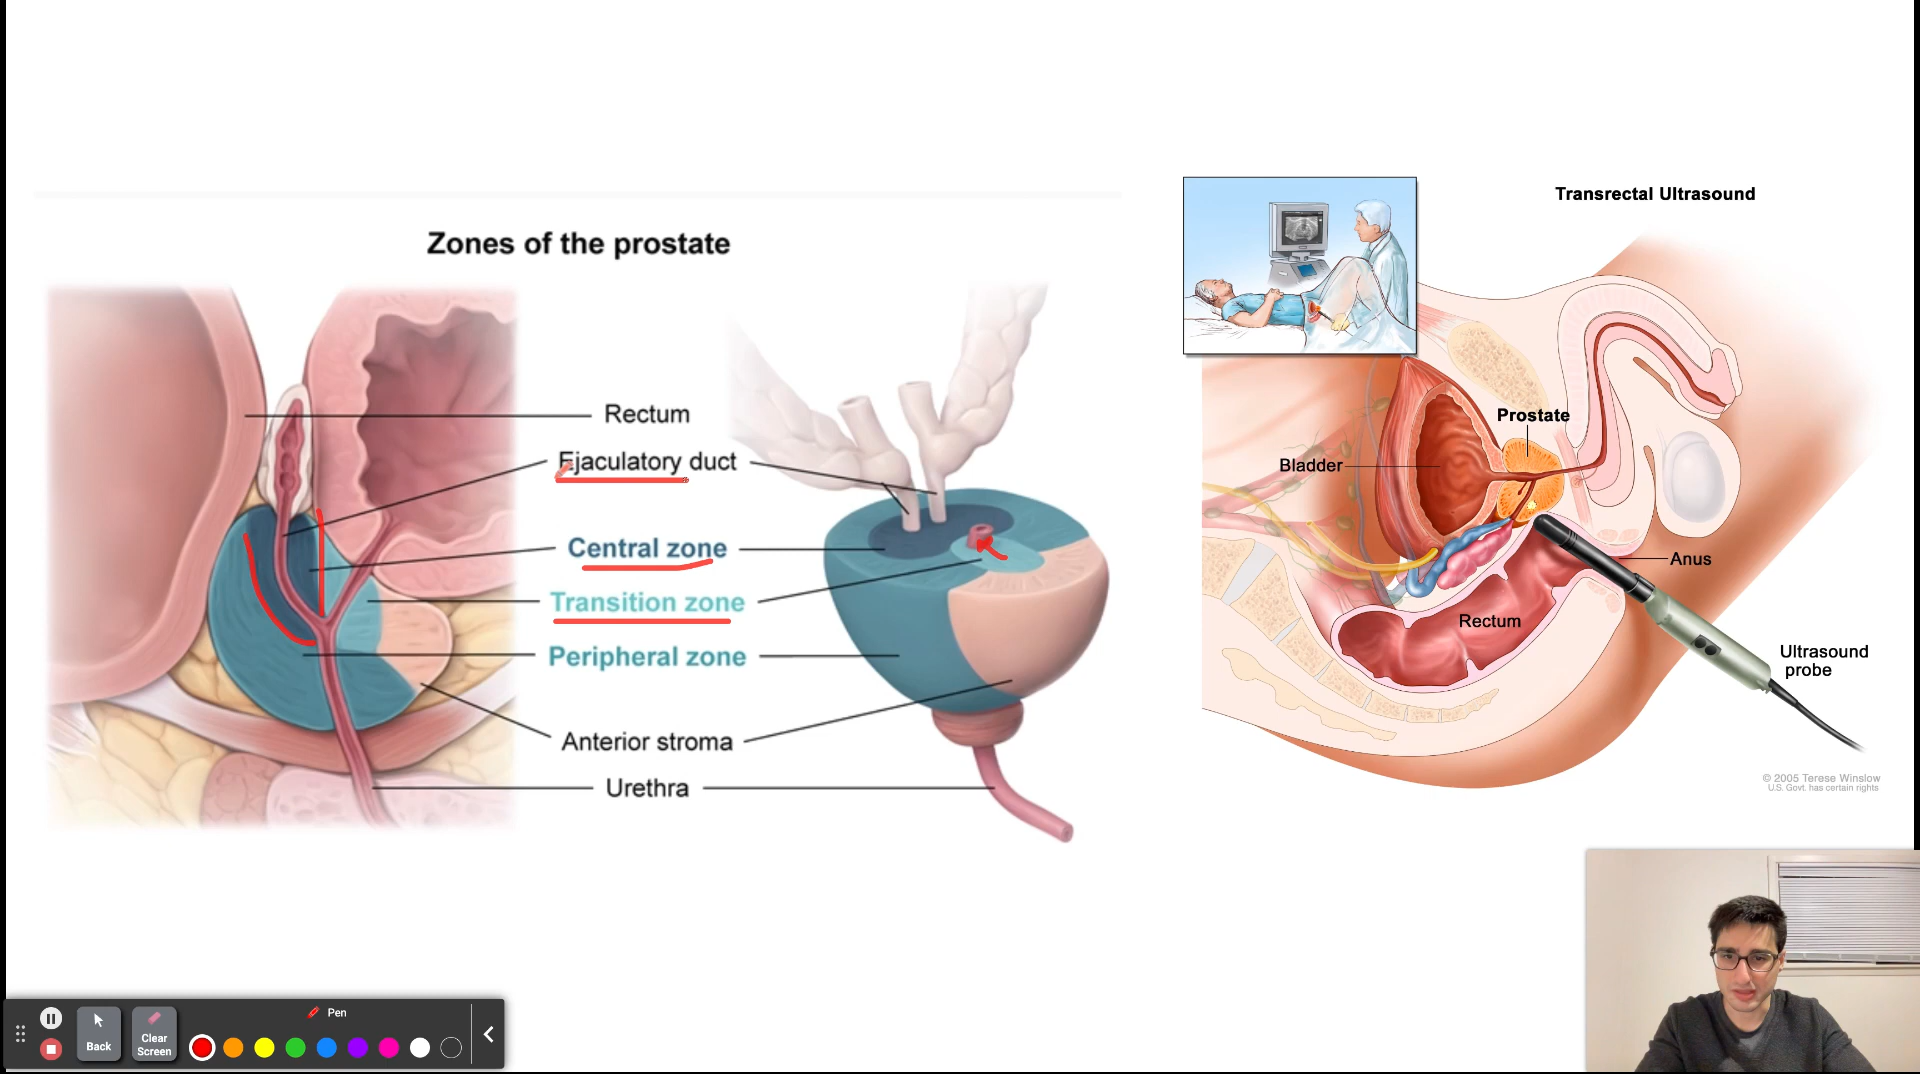 Zones of the prostate
Rectum
Ejaculatory duct
Central zone
Transition zone
Peripheral zone
Anterior stroma
Urethra
Transrectal Ultrasound
Prostate
Bladder
Anus
Rectum
Ultrasound
probe
© 2005 Terese Winslow
U.S. Govt. has certain rights
Pen
Back
Clear
Screen